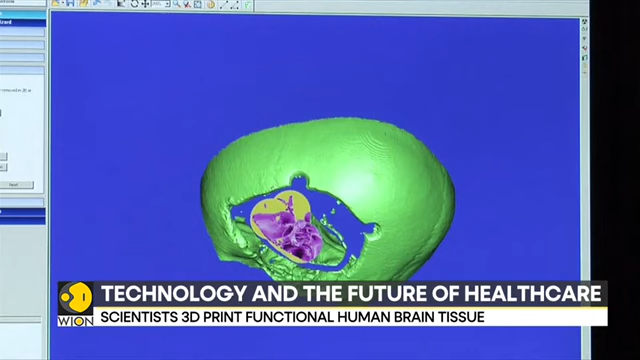 TECHNOLOGY AND THE FUTURE OF HEALTHCARE
SCIENTISTS 3D PRINT FUNCTIONAL HUMAN BRAIN TISSUE
WION